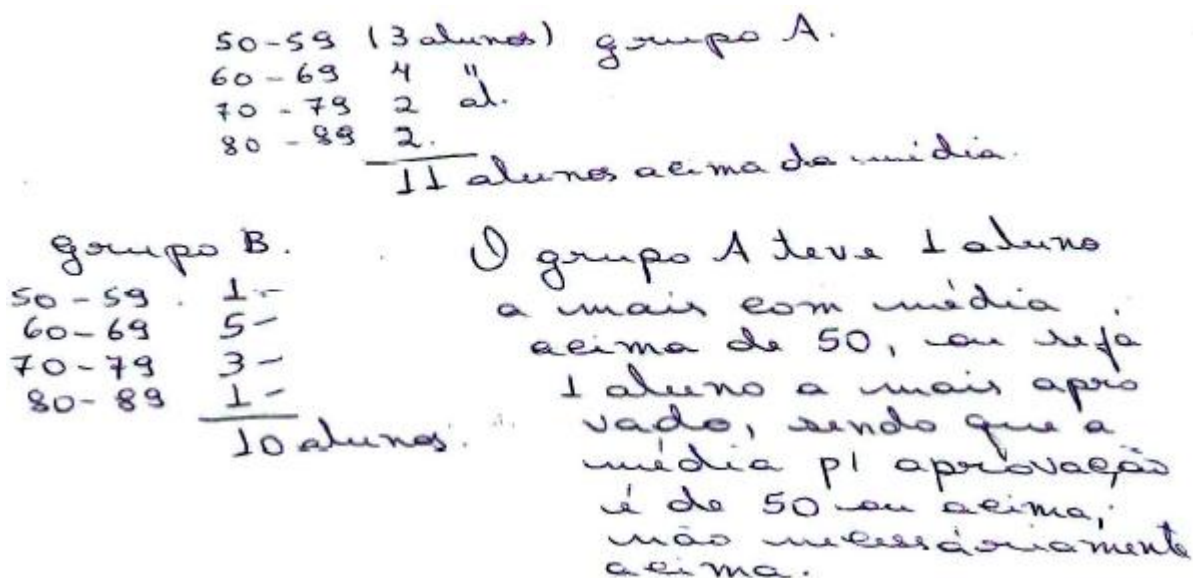 50-59 (3 alunos) grupo A.
60-69 4 "
70-79 2 al.
80-89 2.
11 alunos acima da média.
grupo B.
50-59. 1.-
60-69 5-
70-79 3-
80-89 1-
10 alunos.
O grupo A teve 1 aluno
a mais com média
acima de 50, ou seja
1 aluno a mais apro
vado, sendo que a
média p/ aprovação
é de 50 ou acima,
não necessáriamente
acima.